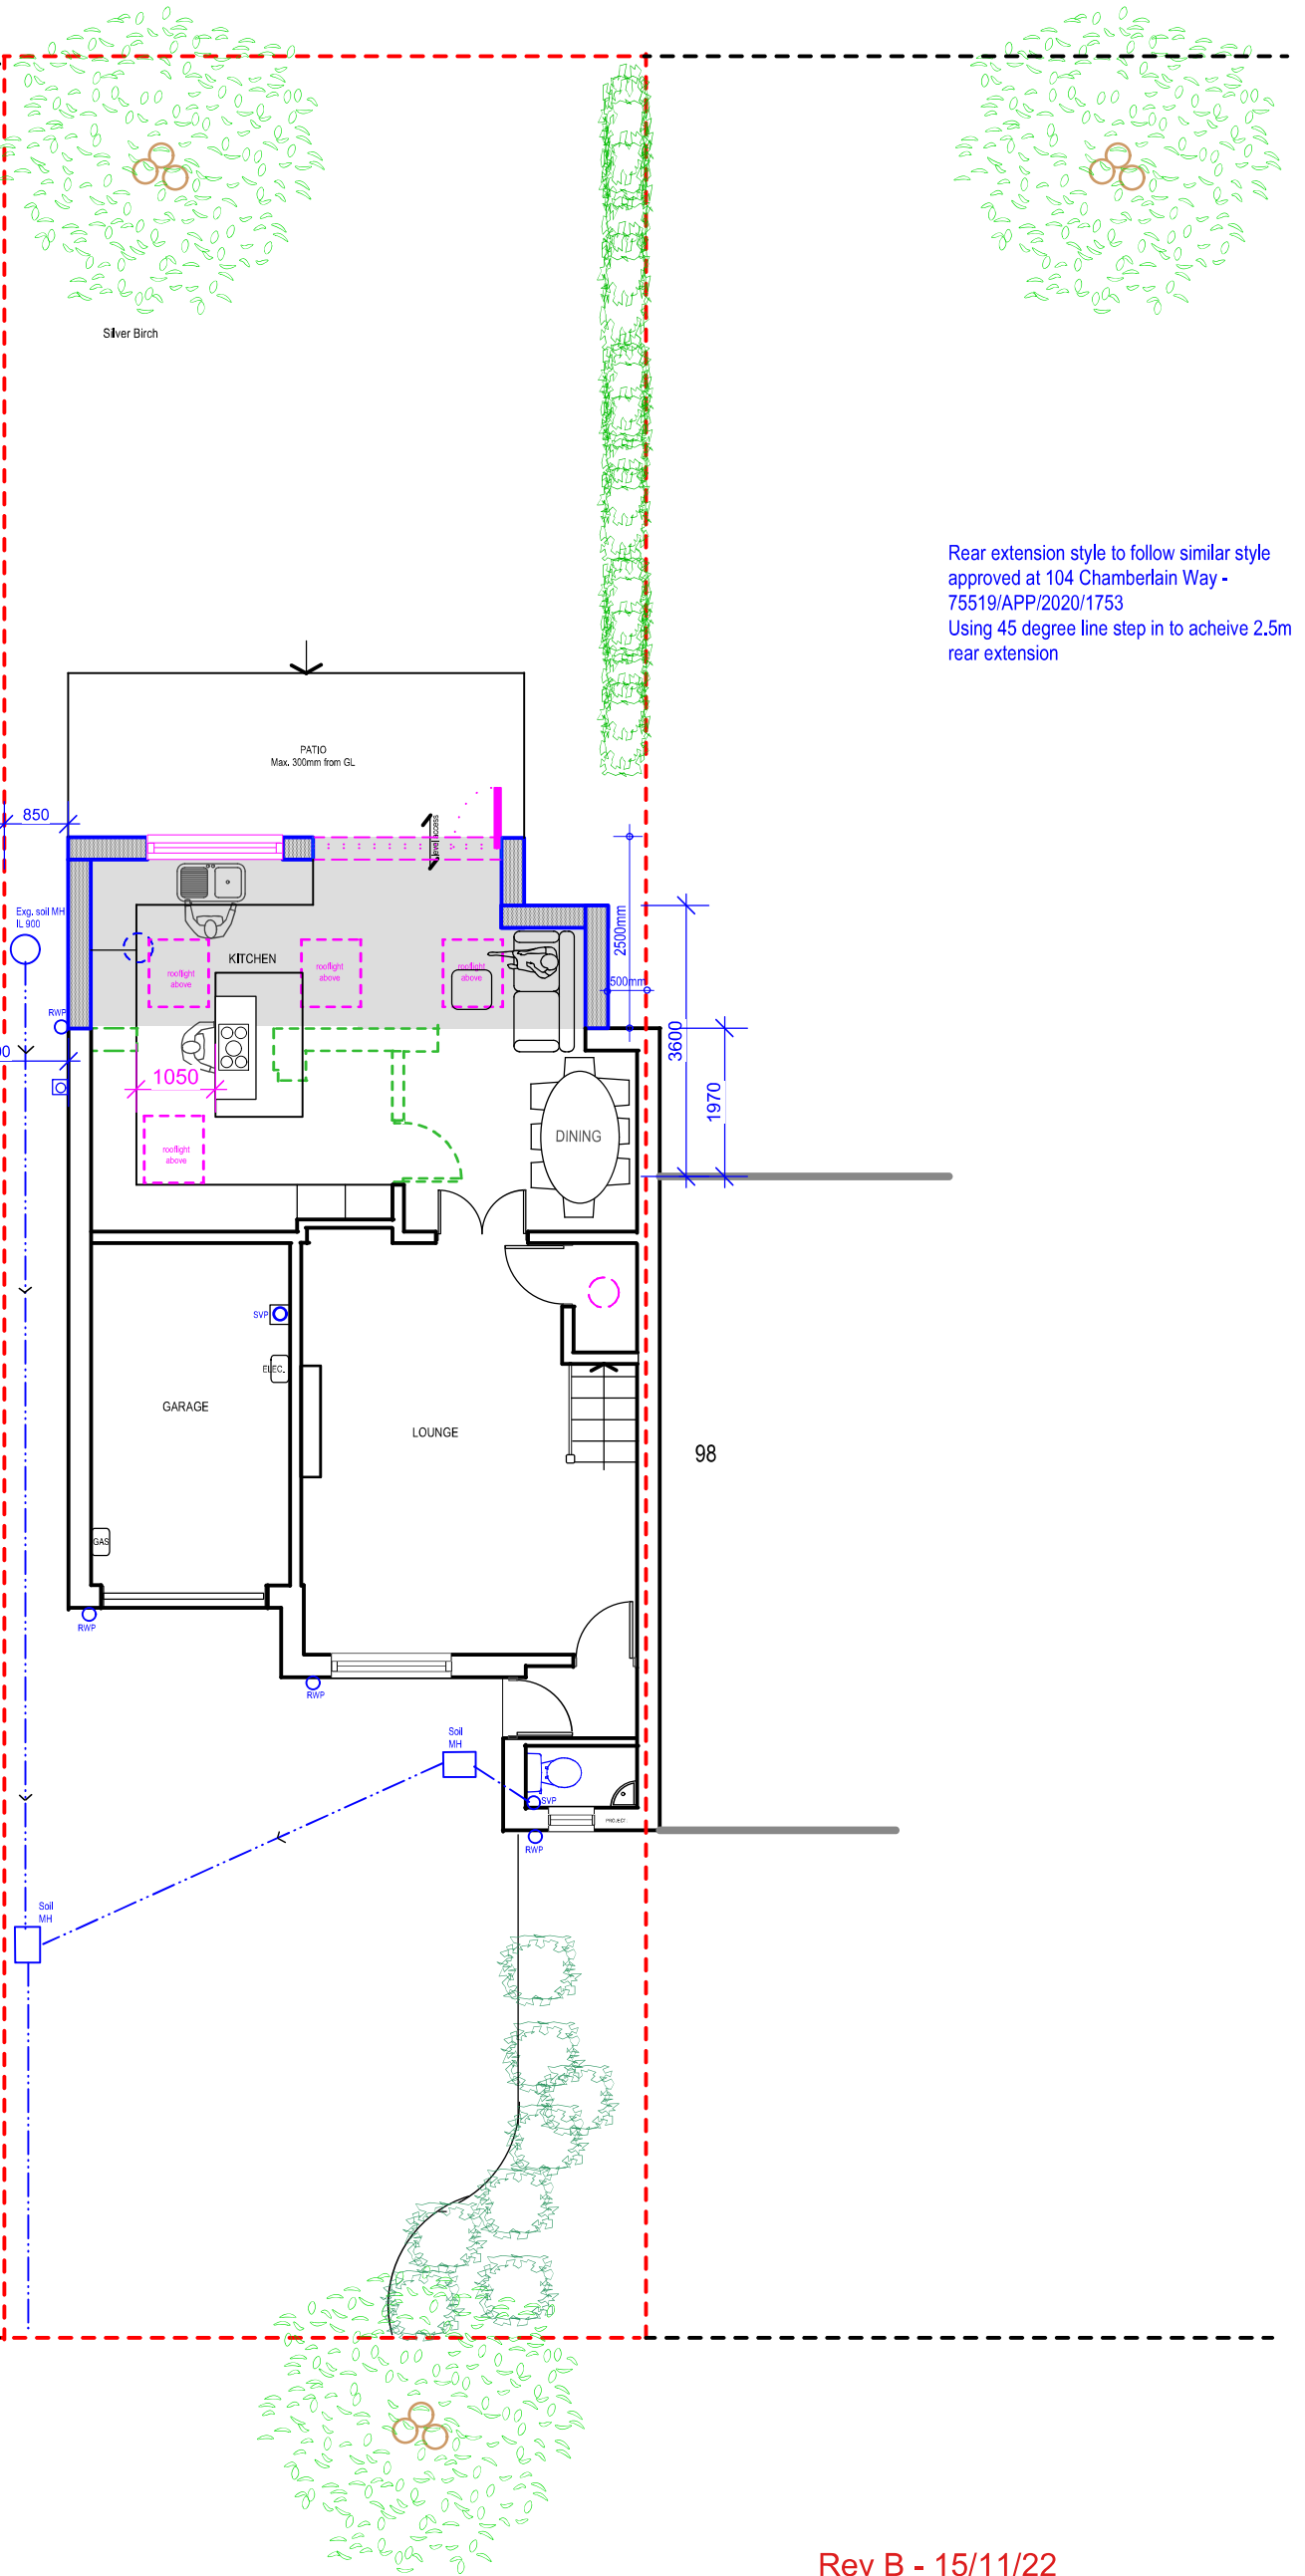 Silver Birch
Rear extension style to follow similar style
approved at 104 Chamberlain Way -
75519/APP/2020/1753
Using 45 degree line step in to acheive 2.5m
rear extension
PATIO
Max. 300mm from GL
850
level access
Exg. soil MH
IL 900
KITCHEN
rooflight
above
rooflight
above
rooflight
above
2500mm
500mm
RWP
3600
1050
1970
DINING
rooflight
above
SVP
ELEC.
GARAGE
LOUNGE
98
GAS
RWP
RWP
Soil
MH
SVP
PROJECT
RWP
Soil
MH
Rev B - 15/11/22